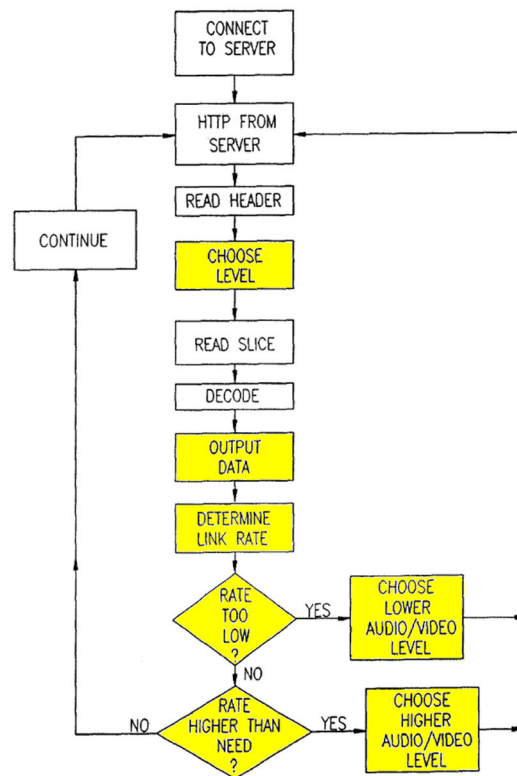 CONNECT
TO SERVER
HTTP FROM
SERVER
READ HEADER
CONTINUE
CHOOSE
LEVEL
READ SLICE
DECODE
OUTPUT
DATA
DETERMINE
LINK RATE
RATE
TOO
LOW
?
YES
CHOOSE
LOWER
AUDIO/VIDEO
LEVEL
NO
RATE
HIGHER THAN
NEED
?
NO
YES
CHOOSE
HIGHER
AUDIO/VIDEO
LEVEL